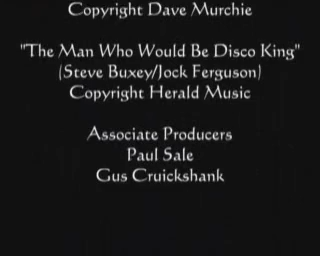 Copyright Dave Murchie
"The Man Who Would Be Disco King"
(Steve Buxey/Jock Ferguson)
Copyright Herald Music
Associate Producers
Paul Sale
Gus Cruickshank